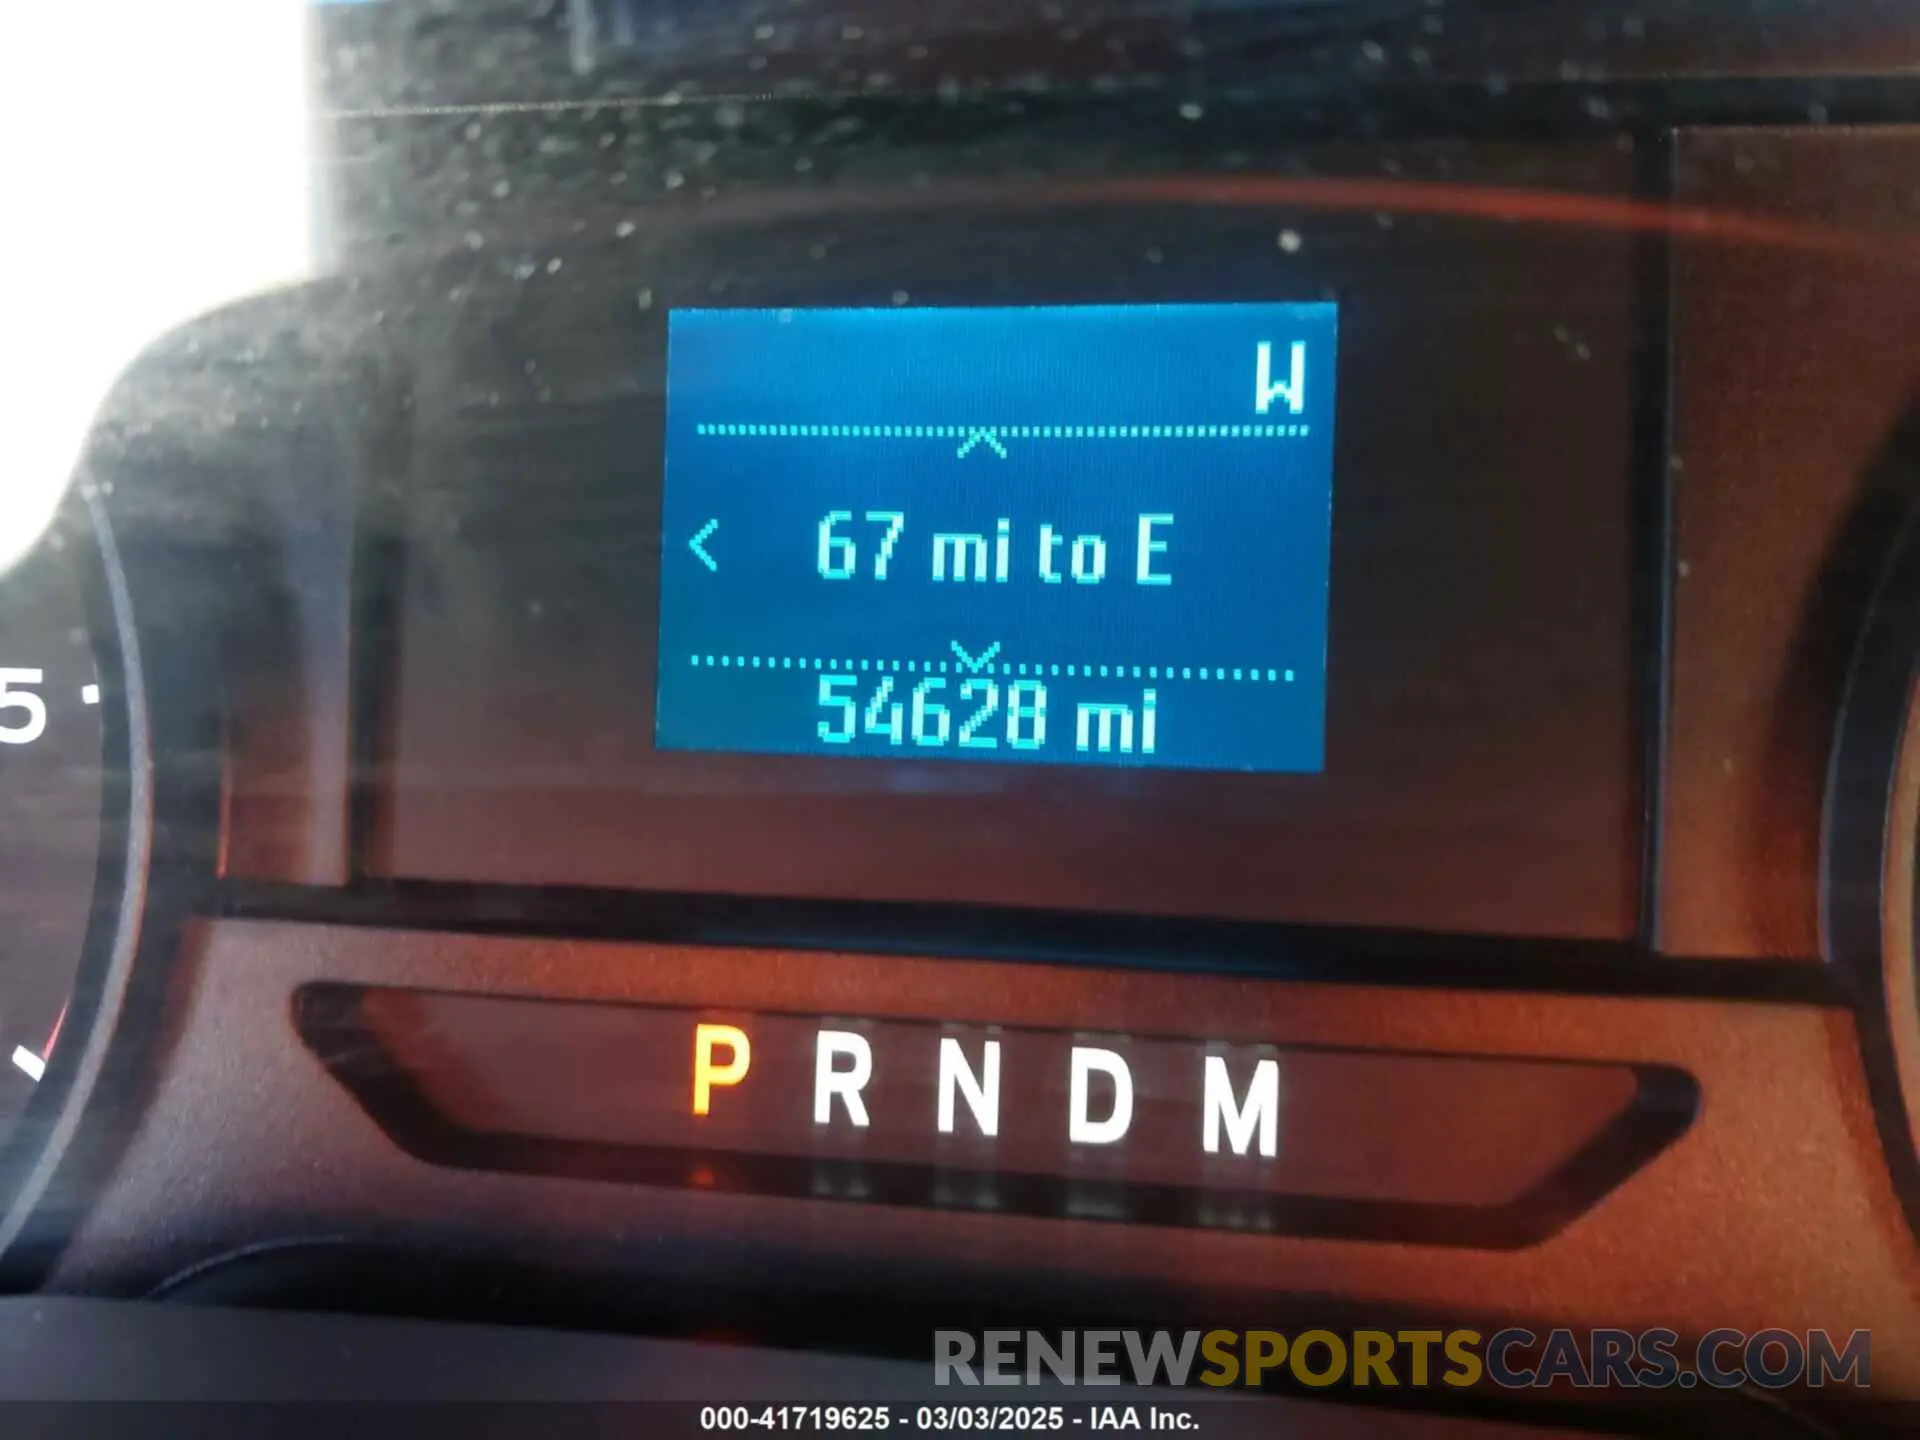 W
< 67 mi to E
54628 mi
5
P R N D M
RENEWSPORTSCARS.COM
000-41719625 - 03/03/2025 - IAA Inc.